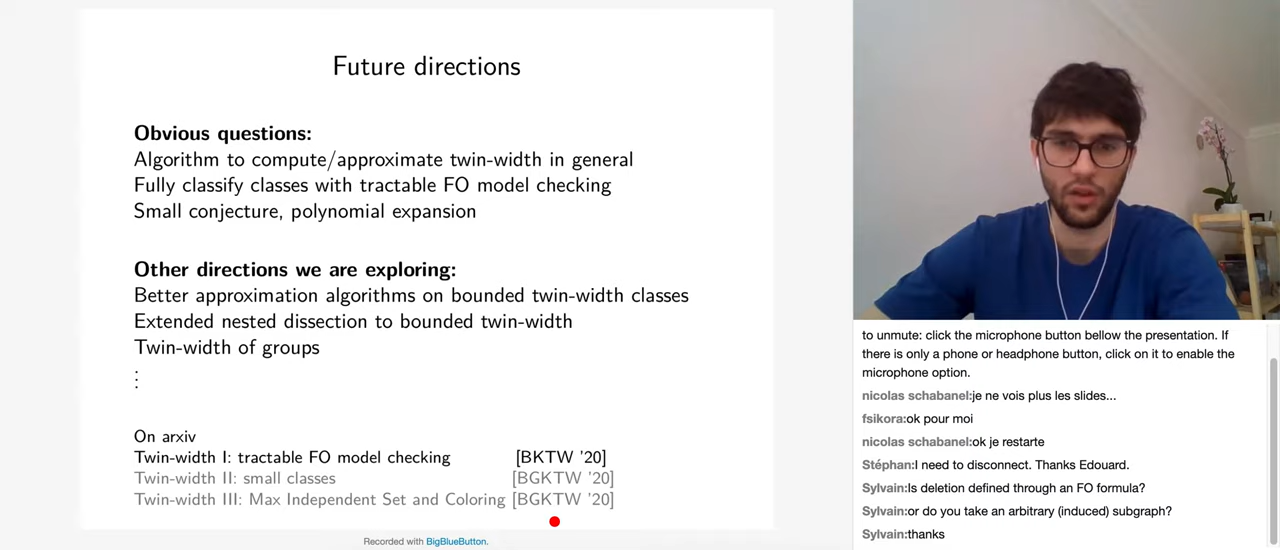 Future directions
Obvious questions:
Algorithm to compute/approximate twin-width in general
Fully classify classes with tractable FO model checking
Small conjecture, polynomial expansion
Other directions we are exploring:
Better approximation algorithms on bounded twin-width classes
Extended nested dissection to bounded twin-width
Twin-width of groups
⋮
On arxiv
Twin-width I: tractable FO model checking [BKTW '20]
Twin-width II: small classes [BGKTW '20]
Twin-width III: Max Independent Set and Coloring [BGKTW '20]
Recorded with BigBlueButton.
to unmute: click the microphone button bellow the presentation. If
there is only a phone or headphone button, click on it to enable the
microphone option.
nicolas schabanel:je ne vois plus les slides...
fsikora:ok pour moi
nicolas schabanel:ok je restarte
Stéphan:I need to disconnect. Thanks Edouard.
Sylvain:Is deletion defined through an FO formula?
Sylvain:or do you take an arbitrary (induced) subgraph?
Sylvain:thanks